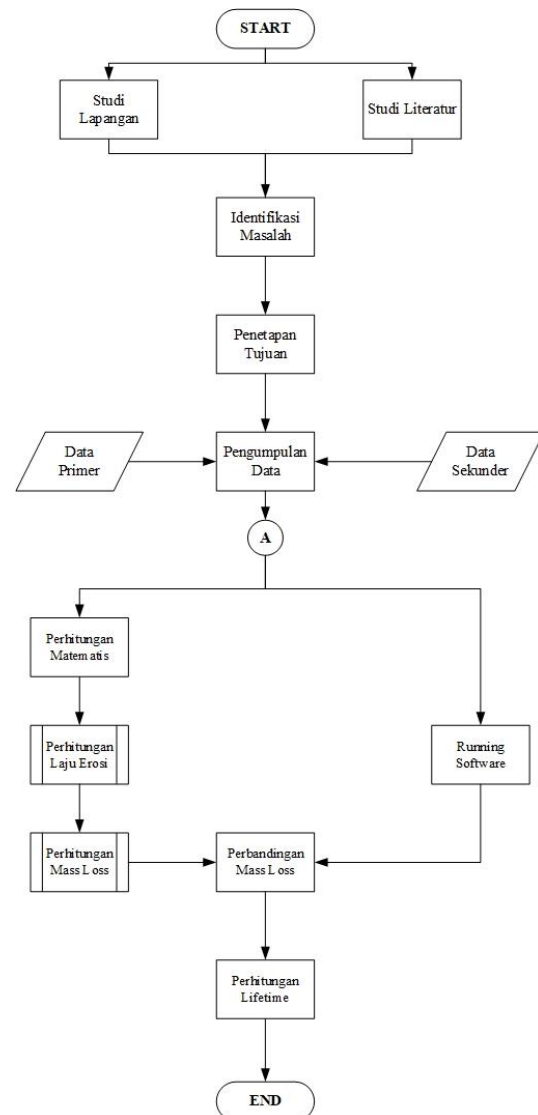 START
Studi
Lapangan
Studi Literatur
Identifikasi
Masalah
Penetapan
Tujuan
Data
Primer
Pengumpulan
Data
Data
Sekunder
A
Perhitungan
Matematis
Perhitungan
Laju Erosi
Running
Software
Perhitungan
Mass Loss
Perbandingan
Mass Loss
Perhitungan
Lifetime
END